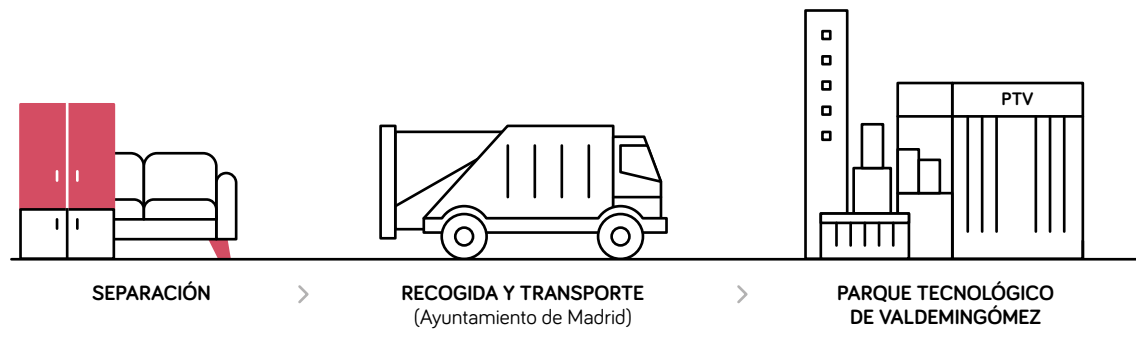 PTV
SEPARACIÓN
RECOGIDA Y TRANSPORTE
(Ayuntamiento de Madrid)
PARQUE TECNOLÓGICO
DE VALDEMINGÓMEZ